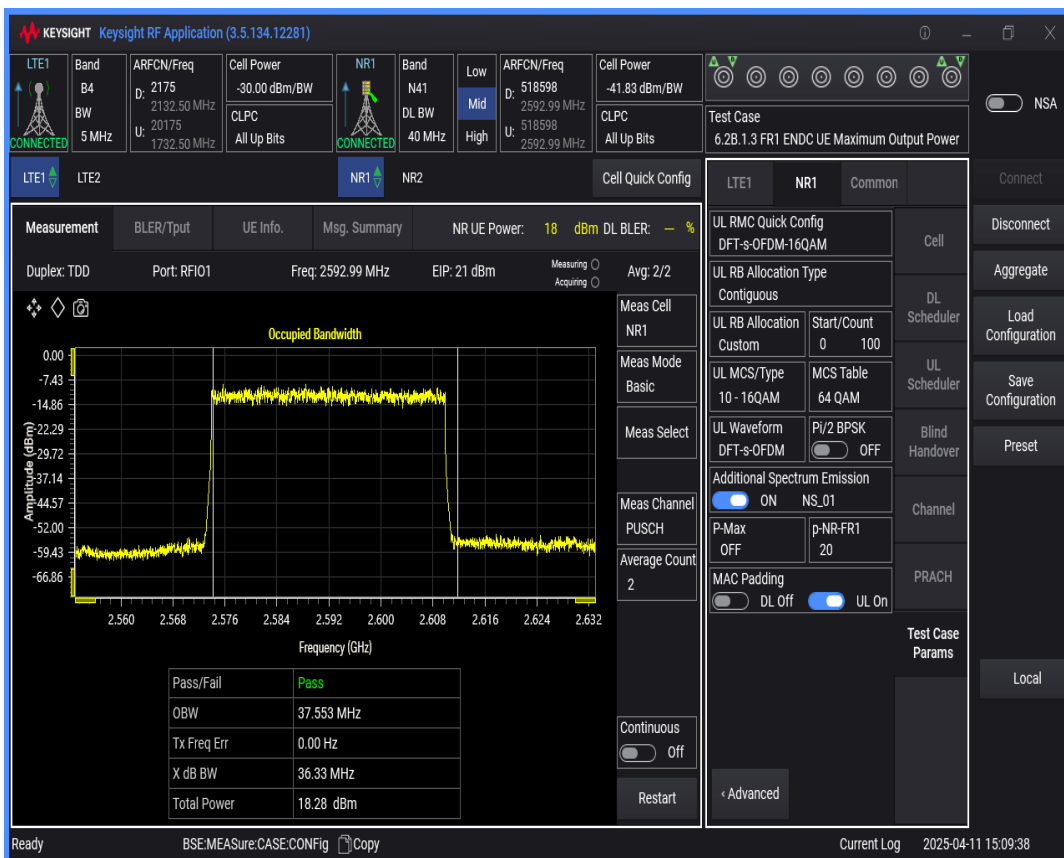 KEYSIGHT Keysight RF Application (3.5.134.12281)
LTE1 Band ARFCN/Freq Cell Power NR1 Band Low ARFCN/Freq Cell Power
B4 D: 2175 -30.00 dBm/BW N41 Mid D: 518598 -41.83 dBm/BW
2132.50 MHz 2592.99 MHz
BW U: 20175 CLPC DL BW High U: 518598 CLPC
CONNECTED 5 MHz 1732.50 MHz All Up Bits CONNECTED 40 MHz 2592.99 MHz All Up Bits
NSA
Test Case
6.2B.1.3 FR1 ENDC UE Maximum Output Power
LTE1 LTE2 NR1 NR2 Cell Quick Config
Measurement BLER/Tput UE Info. Msg. Summary NR UE Power: 18 dBm DL BLER: — %
Duplex: TDD Port: RFIO1 Freq: 2592.99 MHz EIP: 21 dBm Measuring Avg: 2/2
Acquiring
Occupied Bandwidth
Amplitude (dBm)
0.00
-7.43
-14.86
-22.29
-29.72
-37.14
-44.57
-52.00
-59.43
-66.86
2.560 2.568 2.576 2.584 2.592 2.600 2.608 2.616 2.624 2.632
Frequency (GHz)
Pass/Fail Pass
OBW 37.553 MHz
Tx Freq Err 0.00 Hz
X dB BW 36.33 MHz
Total Power 18.28 dBm
Meas Cell
NR1
Meas Mode
Basic
Meas Select
Meas Channel
PUSCH
Average Count
2
Continuous
Off
Restart
LTE1 NR1 Common
UL RMC Quick Config
DFT-s-OFDM-16QAM
UL RB Allocation Type
Contiguous
UL RB Allocation Start/Count
Custom 0 100
UL MCS/Type MCS Table
10 - 16QAM 64 QAM
UL Waveform Pi/2 BPSK
DFT-s-OFDM OFF
Additional Spectrum Emission
ON NS_01
P-Max p-NR-FR1
OFF 20
MAC Padding
DL Off UL On
‹ Advanced
Cell
DL
Scheduler
UL
Scheduler
Blind
Handover
Channel
PRACH
Test Case
Params
Connect
Disconnect
Aggregate
Load
Configuration
Save
Configuration
Preset
Local
Ready BSE:MEASure:CASE:CONFig Copy Current Log 2025-04-11 15:09:38